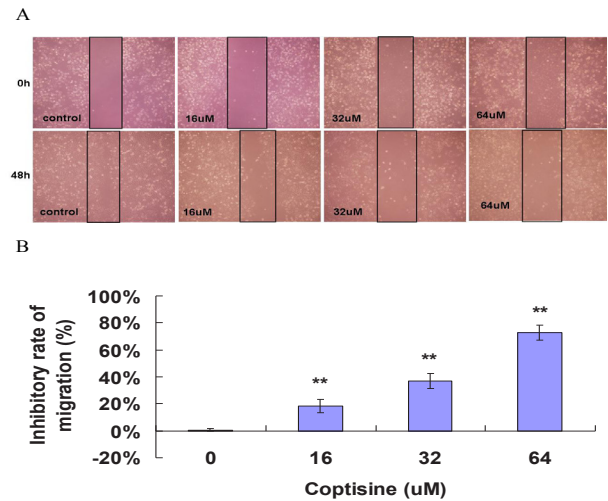 A
0h
control
16uM
32uM
64uM
48h
control
16uM
32uM
64uM
B
Inhibitory rate of
migration (%)
100%
80%
60%
40%
20%
0%
-20%
**
**
**
0
16
32
64
Coptisine (uM)